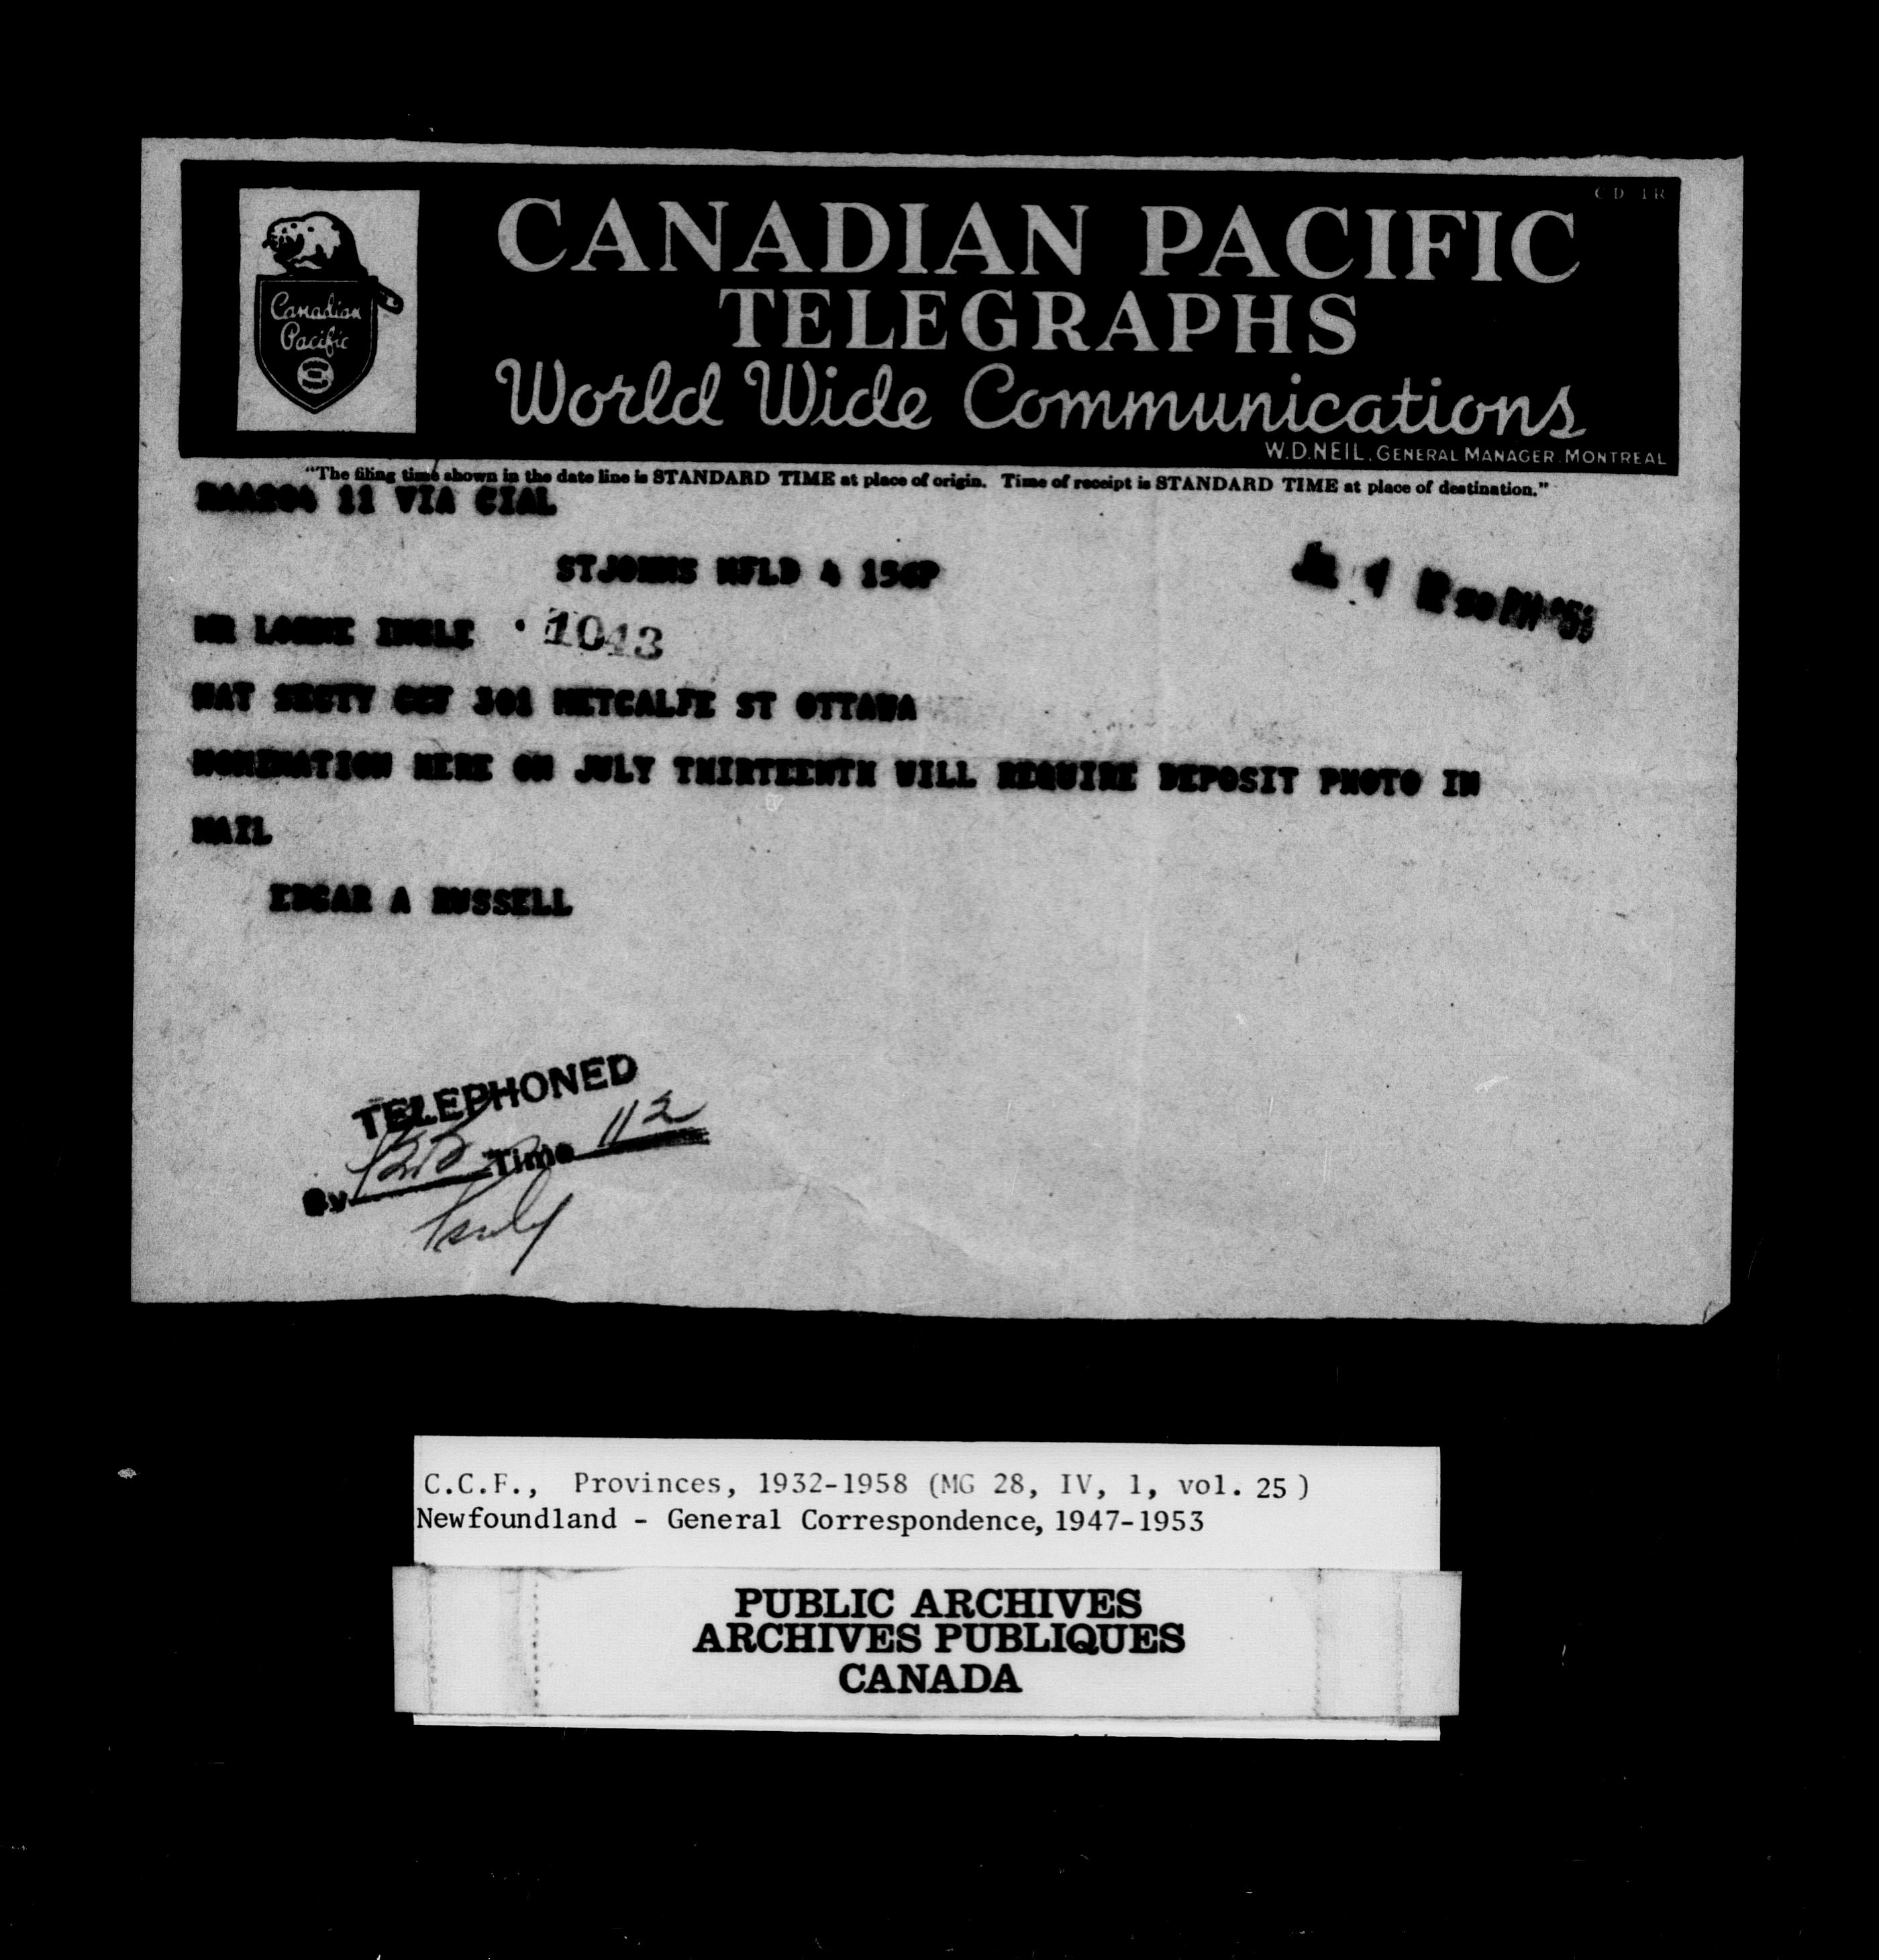 CD 1R
CANADIAN PACIFIC
TELEGRAPHS
World Wide Communications
Canadian
Pacific
W.D. NEIL, GENERAL MANAGER, MONTREAL
"The filing time shown in the date line is STANDARD TIME at place of origin. Time of receipt is STANDARD TIME at place of destination."
11 VIA CIAL
STJOHNS NFLD 4 156P
MR LORNE INGLE 1043
NAT SECTY CCF 301 METCALFE ST OTTAWA
NOMINATION HERE ON JULY THIRTEENTH WILL REQUIRE DEPOSIT PHOTO IN
MAIL
EDGAR A RUSSELL
TELEPHONED
By Time 112
C.C.F., Provinces, 1932-1958 (MG 28, IV, 1, vol. 25)
Newfoundland - General Correspondence, 1947-1953
PUBLIC ARCHIVES
ARCHIVES PUBLIQUES
CANADA